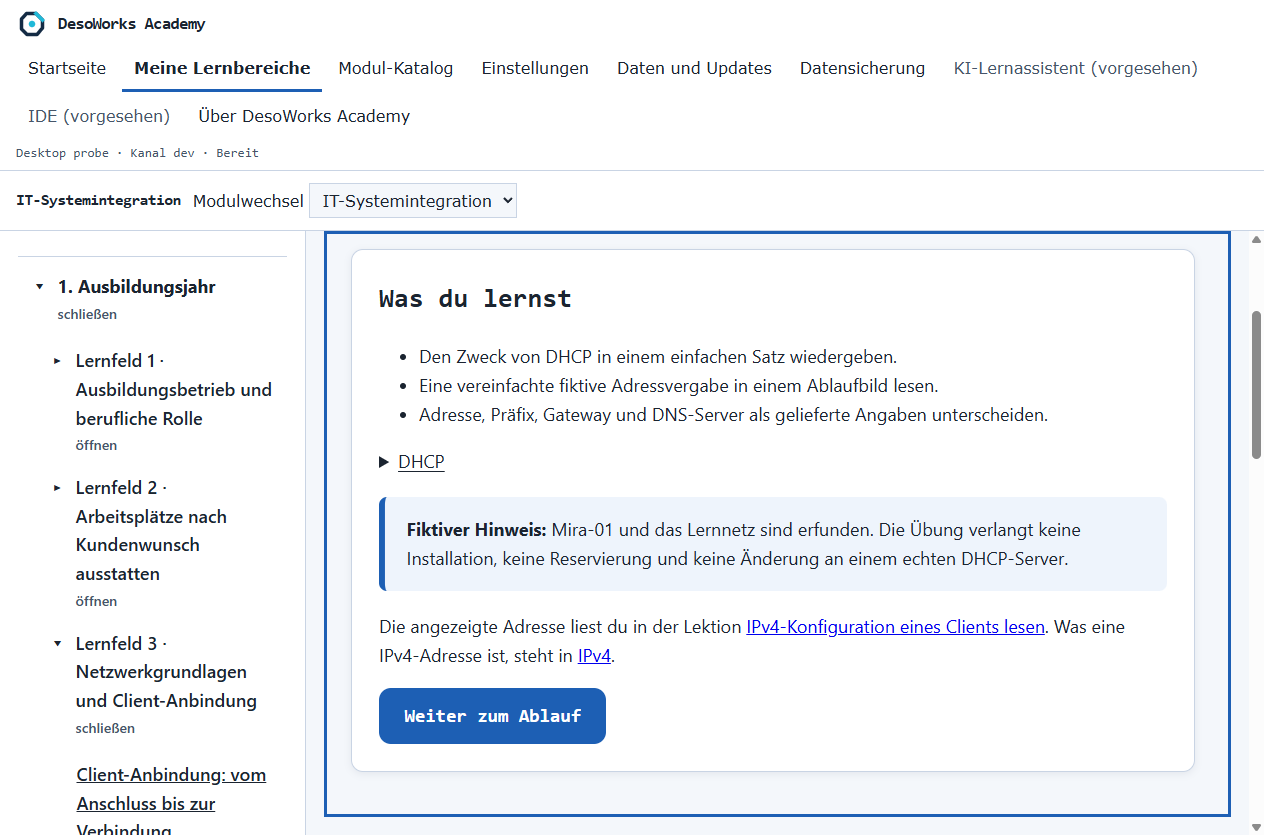 DesoWorks Academy
Startseite
Meine Lernbereiche
Modul-Katalog
Einstellungen
Daten und Updates
Datensicherung
KI-Lernassistent (vorgesehen)
IDE (vorgesehen)
Über DesoWorks Academy
Desktop probe · Kanal dev · Bereit
IT-Systemintegration
Modulwechsel
IT-Systemintegration
1. Ausbildungsjahr
schließen
Lernfeld 1 ·
Ausbildungsbetrieb und
berufliche Rolle
öffnen
Lernfeld 2 ·
Arbeitsplätze nach
Kundenwunsch
ausstatten
öffnen
Lernfeld 3 ·
Netzwerkgrundlagen
und Client-Anbindung
schließen
Client-Anbindung: vom
Anschluss bis zur
Verbindung
Was du lernst
Den Zweck von DHCP in einem einfachen Satz wiedergeben.
Eine vereinfachte fiktive Adressvergabe in einem Ablaufbild lesen.
Adresse, Präfix, Gateway und DNS-Server als gelieferte Angaben unterscheiden.
DHCP
Fiktiver Hinweis: Mira-01 und das Lernnetz sind erfunden. Die Übung verlangt keine
Installation, keine Reservierung und keine Änderung an einem echten DHCP-Server.
Die angezeigte Adresse liest du in der Lektion IPv4-Konfiguration eines Clients lesen. Was eine
IPv4-Adresse ist, steht in IPv4.
Weiter zum Ablauf